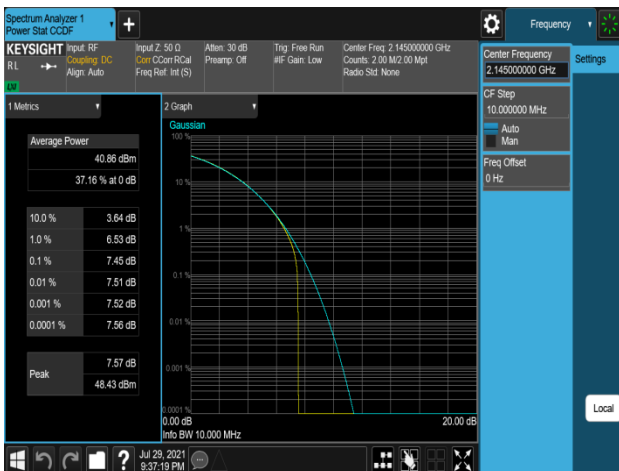 Spectrum Analyzer 1
Power Stat CCDF
Frequency
KEYSIGHT
RL
Input: RF
Coupling: DC
Align: Auto
Input Z: 50 Ω
Corr CCorr RCal
Freq Ref: Int (S)
Atten: 30 dB
Preamp: Off
Trig: Free Run
#IF Gain: Low
Center Freq: 2.145000000 GHz
Counts: 2.00 M/2.00 Mpt
Radio Std: None
LV
1 Metrics
Average Power
40.86 dBm
37.16 % at 0 dB
10.0 % 3.64 dB
1.0 % 6.53 dB
0.1 % 7.45 dB
0.01 % 7.51 dB
0.001 % 7.52 dB
0.0001 % 7.56 dB
Peak
7.57 dB
48.43 dBm
2 Graph
Gaussian
100 %
10 %
1 %
0.1 %
0.01 %
0.001 %
0.0001 %
0.00 dB
20.00 dB
Info BW 10.000 MHz
Center Frequency
2.145000000 GHz
CF Step
10.000000 MHz
Auto
Man
Freq Offset
0 Hz
Settings
Local
?
Jul 29, 2021
9:37:19 PM